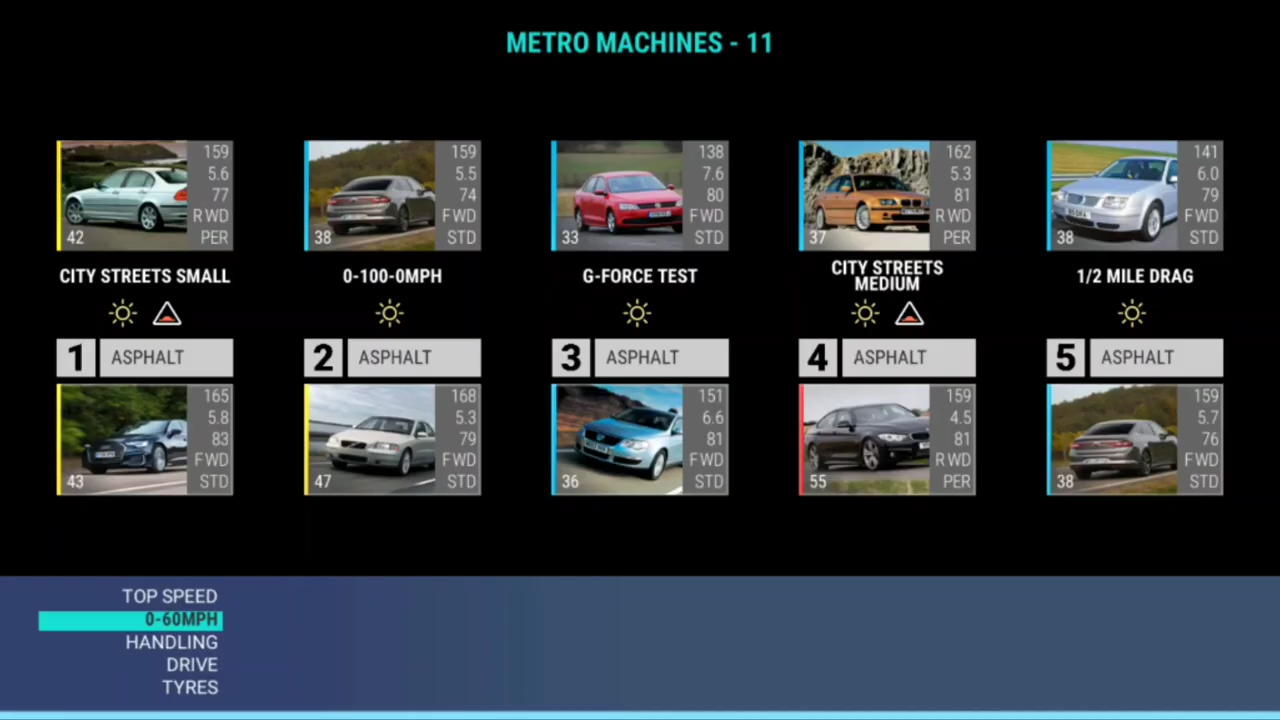 METRO MACHINES - 11
159
5.6
77
RWD
42 PER
159
5.5
74
FWD
38 STD
138
7.6
80
FWD
33 STD
162
5.3
81
RWD
37 PER
141
6.0
79
FWD
38 STD
CITY STREETS SMALL
0-100-0MPH
G-FORCE TEST
CITY STREETS
MEDIUM
1/2 MILE DRAG
1 ASPHALT
2 ASPHALT
3 ASPHALT
4 ASPHALT
5 ASPHALT
165
5.8
83
FWD
43 STD
168
5.3
79
FWD
47 STD
151
6.6
81
FWD
36 STD
159
4.5
81
RWD
55 PER
159
5.7
76
FWD
38 STD
TOP SPEED
0-60MPH
HANDLING
DRIVE
TYRES